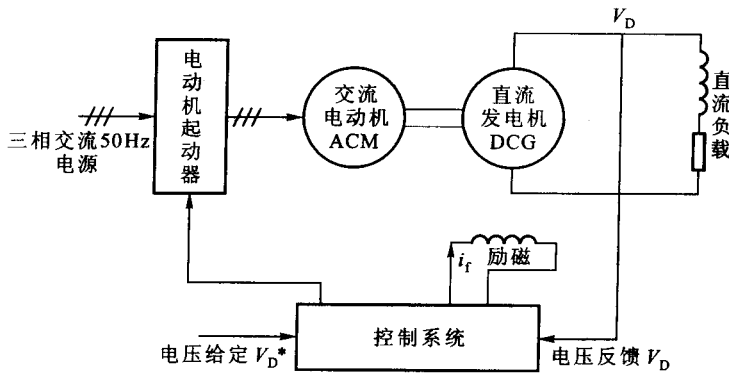 V_D
电动机起动器
三相交流50Hz
电源
交流
电动机
ACM
直流
发电机
DCG
直流负载
i_f
励磁
控制系统
电压给定 V_D*
电压反馈 V_D